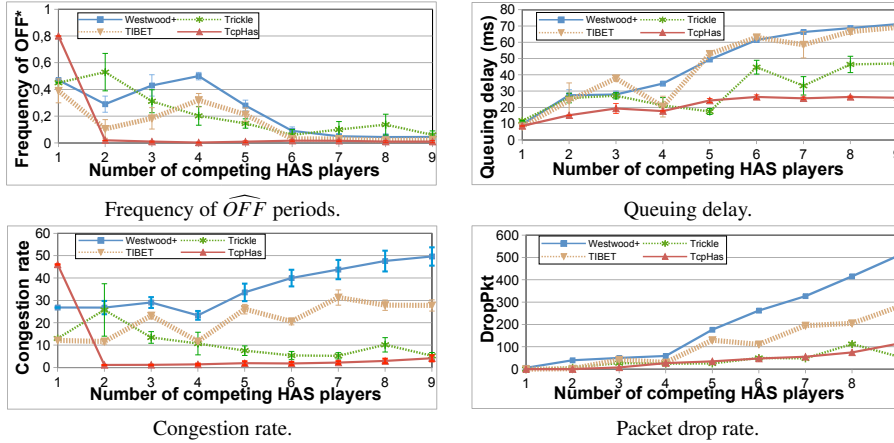 Frequency of OFF*
1
0,8
0,6
0,4
0,2
0
Westwood+ Trickle
TIBET TcpHas
1 2 3 4 5 6 7 8 9
Number of competing HAS players
Frequency of OFF periods.
Queuing delay (ms)
80
70
60
50
40
30
20
10
0
Westwood+ Trickle
TIBET TcpHas
1 2 3 4 5 6 7 8 9
Number of competing HAS players
Queuing delay.
Congestion rate
60
50
40
30
20
10
0
Westwood+ Trickle
TIBET TcpHas
1 2 3 4 5 6 7 8 9
Number of competing HAS players
Congestion rate.
DropPkt
600
500
400
300
200
100
0
Westwood+ Trickle
TIBET TcpHas
1 2 3 4 5 6 7 8
Number of competing HAS players
Packet drop rate.